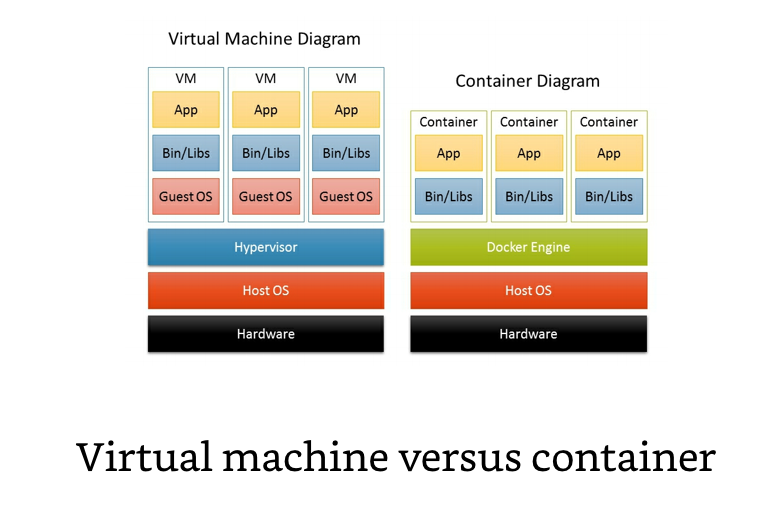 Virtual Machine Diagram
VM VM VM
App App App
Bin/Libs Bin/Libs Bin/Libs
Guest OS Guest OS Guest OS
Hypervisor
Host OS
Hardware
Container Diagram
Container Container Container
App App App
Bin/Libs Bin/Libs Bin/Libs
Docker Engine
Host OS
Hardware
Virtual machine versus container